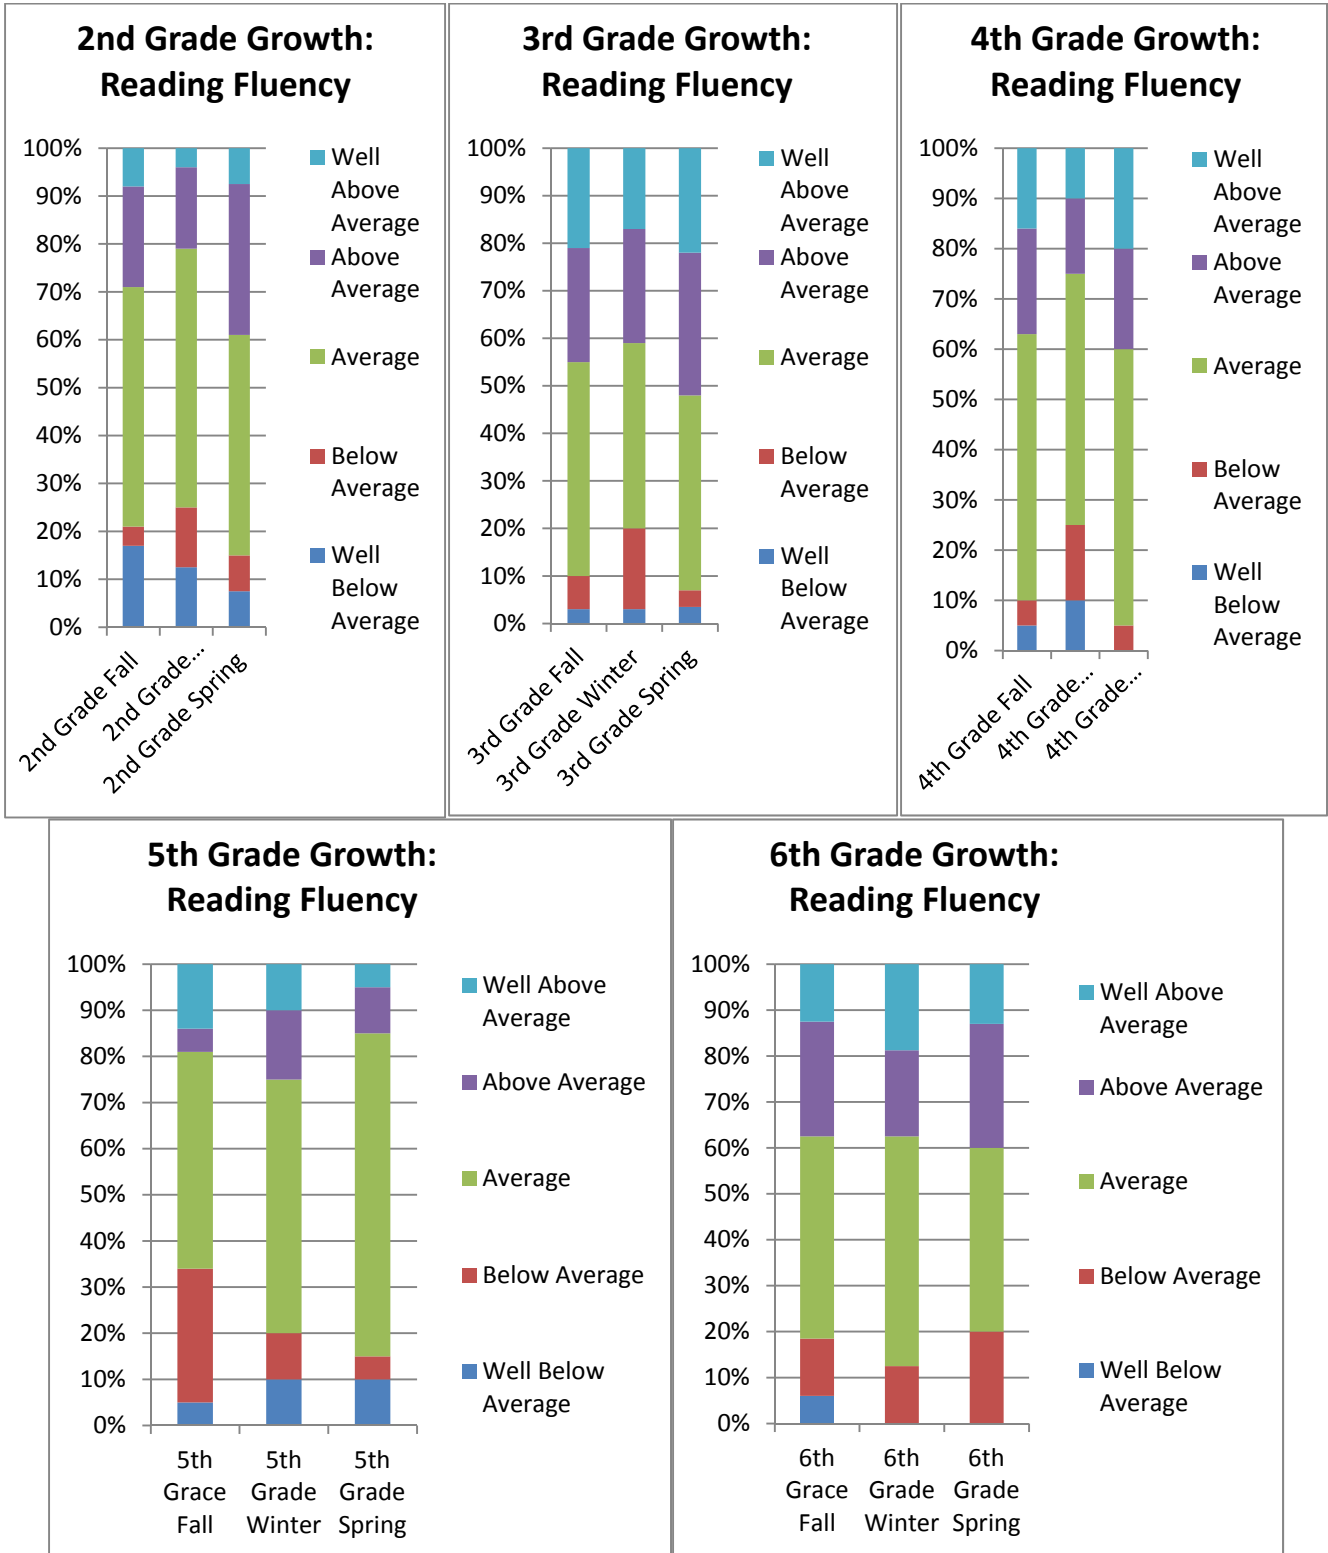 2nd Grade Growth:
Reading Fluency
100%
90%
80%
70%
60%
50%
40%
30%
20%
10%
0%
2nd Grade Fall
2nd Grade...
2nd Grade Spring
Well
Above
Average
Above
Average
Average
Below
Average
Well
Below
Average
3rd Grade Growth:
Reading Fluency
100%
90%
80%
70%
60%
50%
40%
30%
20%
10%
0%
3rd Grade Fall
3rd Grade Winter
3rd Grade Spring
Well
Above
Average
Above
Average
Average
Below
Average
Well
Below
Average
4th Grade Growth:
Reading Fluency
100%
90%
80%
70%
60%
50%
40%
30%
20%
10%
0%
4th Grade Fall
4th Grade...
4th Grade...
Well
Above
Average
Above
Average
Average
Below
Average
Well
Below
Average
5th Grade Growth:
Reading Fluency
100%
90%
80%
70%
60%
50%
40%
30%
20%
10%
0%
5th
Grace
Fall
5th
Grade
Winter
5th
Grade
Spring
Well Above
Average
Above Average
Average
Below Average
Well Below
Average
6th Grade Growth:
Reading Fluency
100%
90%
80%
70%
60%
50%
40%
30%
20%
10%
0%
6th
Grace
Fall
6th
Grade
Winter
6th
Grade
Spring
Well Above
Average
Above Average
Average
Below Average
Well Below
Average